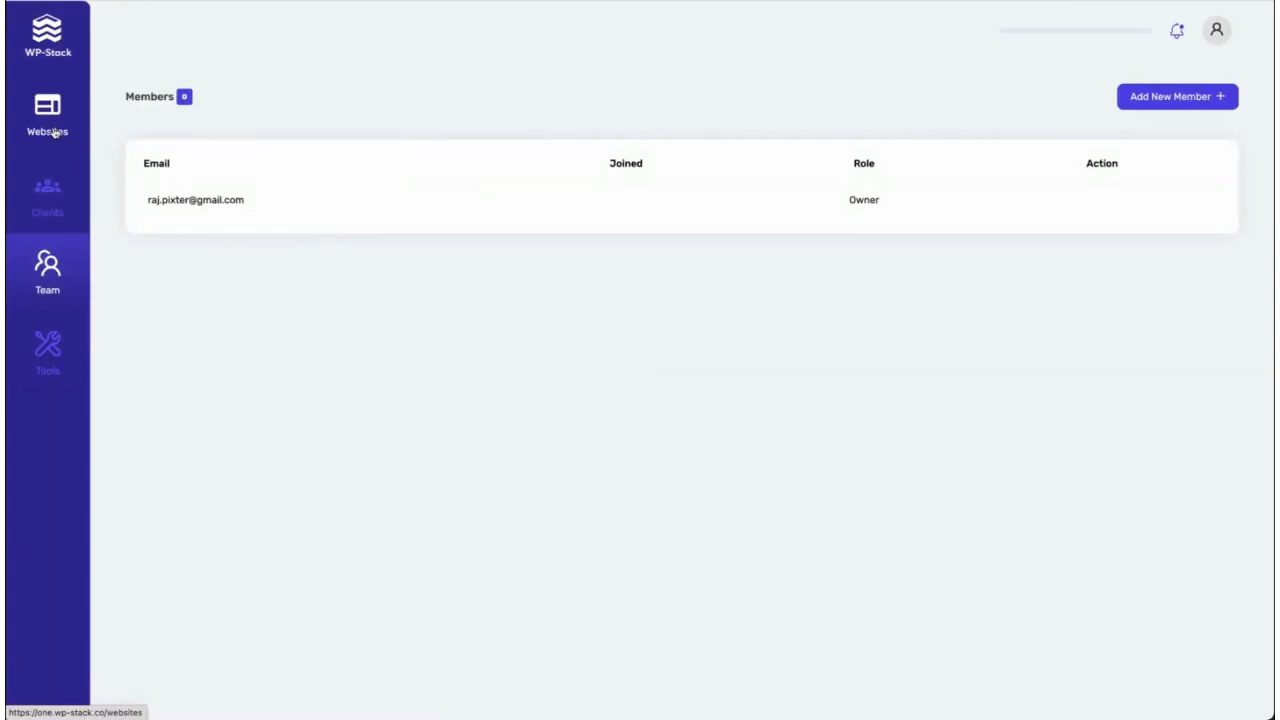 WP-Stack
Websites
Clients
Team
Tools
Members 0
Add New Member +
Email Joined Role Action
raj.pixter@gmail.com Owner
https://one.wp-stack.co/websites